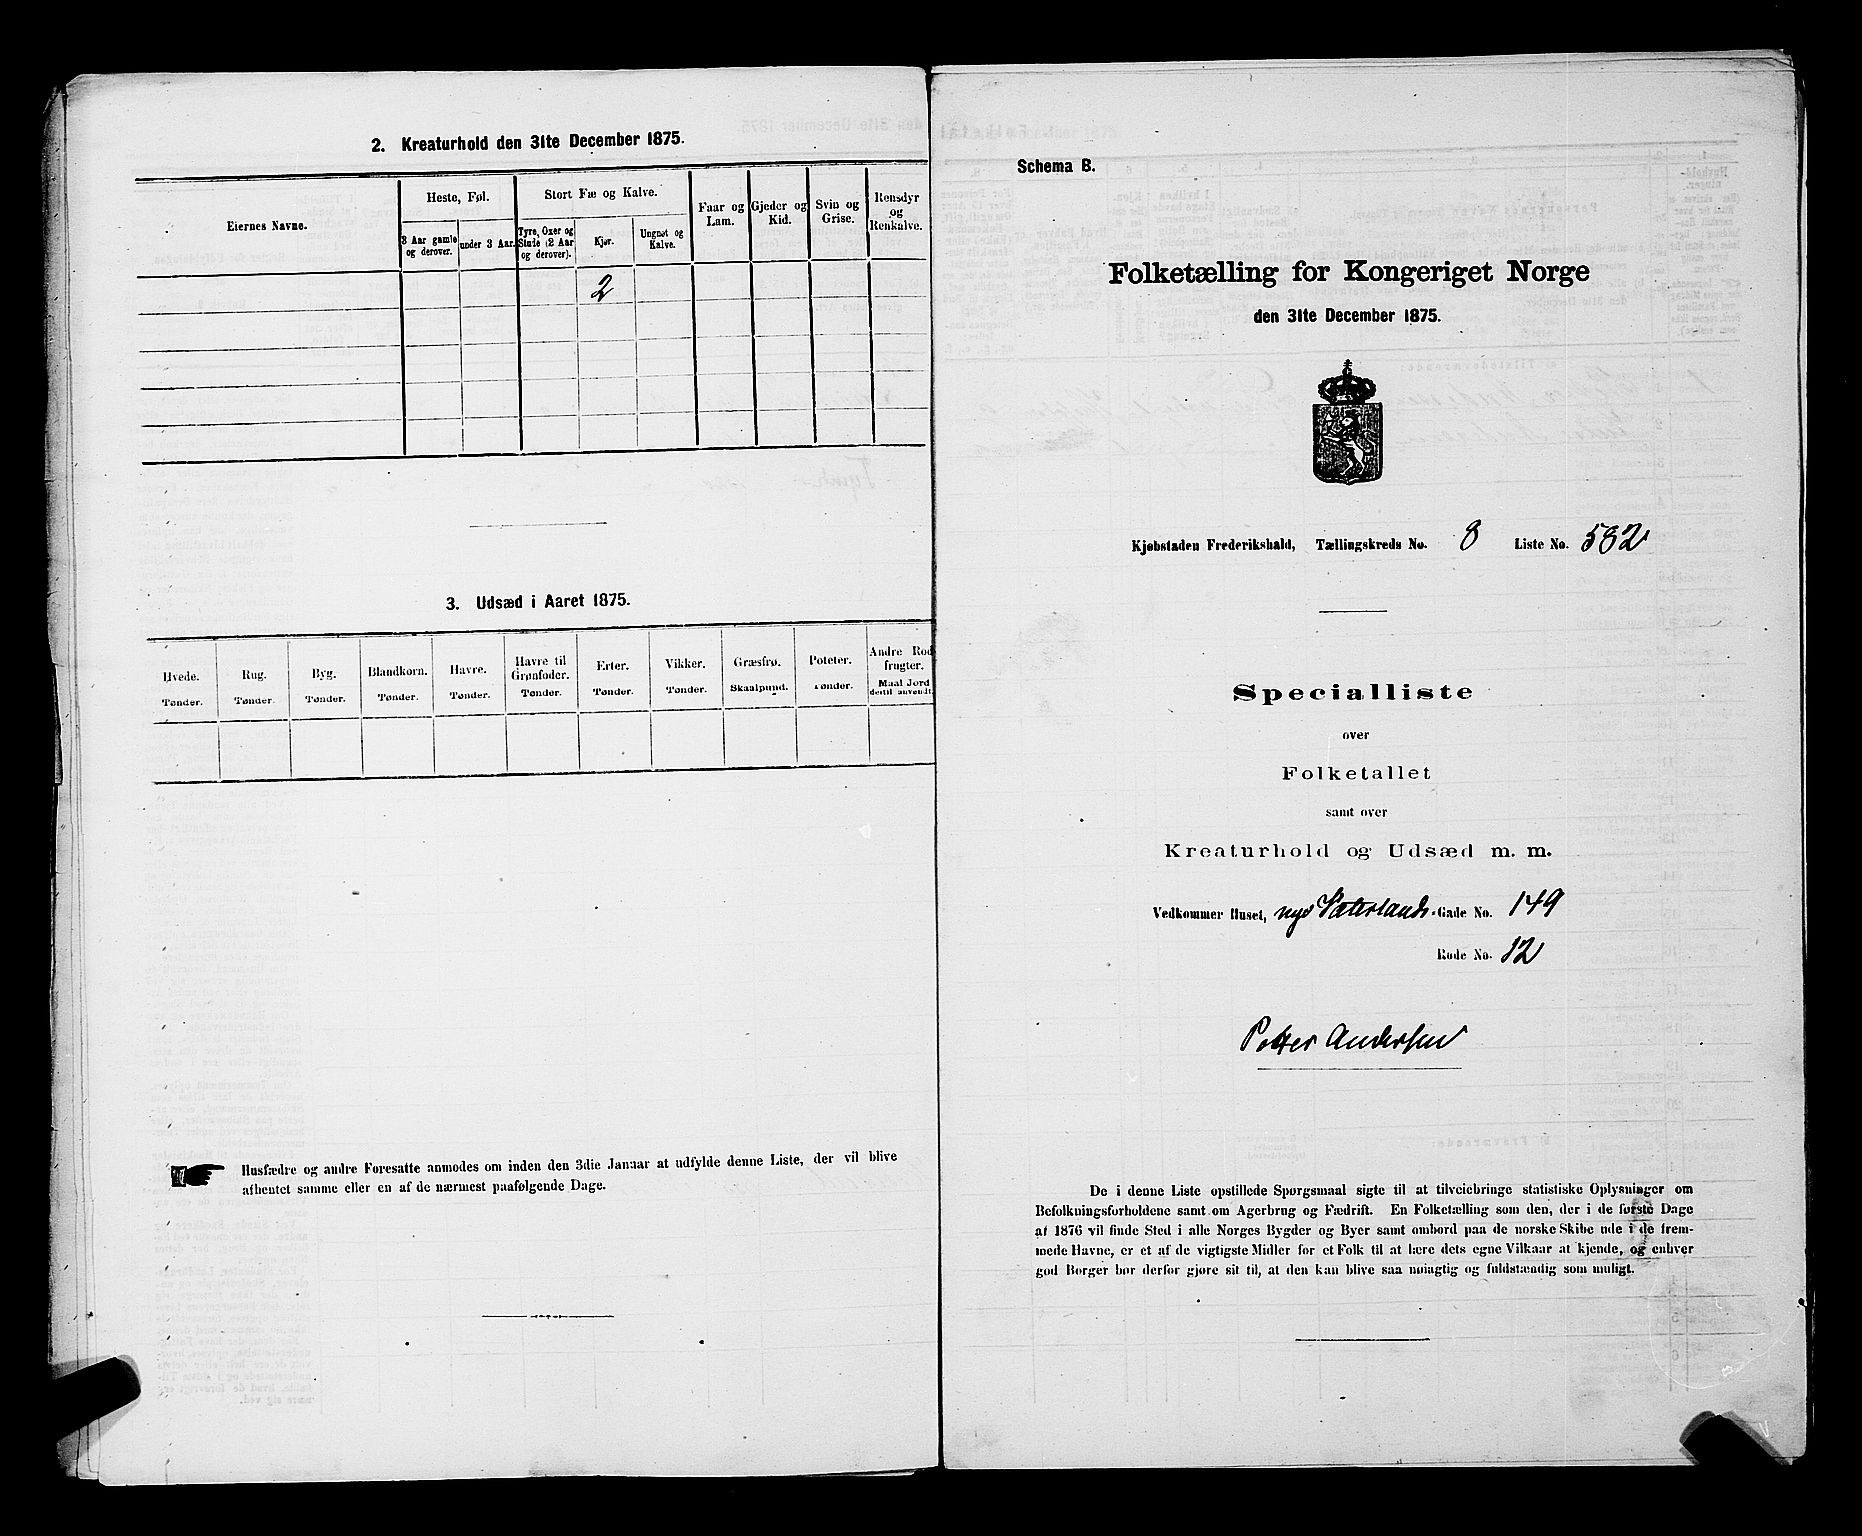 2. Kreaturhold den 31te December 1875.
Eiernes Navne.
Heste, Føl.
3 Aar gamle og derover.
under 3 Aar.
Stort Fæ og Kalve.
Tyre, Oxer og Stude (2 Aar og derover).
Kjør.
Ungnøt og Kalve.
Faar og Lam.
Gjeder og Kid.
Svin og Grise.
Rensdyr og Renkalve.
2
3. Udsæd i Aaret 1875.
Hvede. Tønder.
Rug. Tønder.
Byg. Tønder.
Blandkorn. Tønder.
Havre. Tønder.
Havre til Grønfoder. Tønder.
Erter. Tønder.
Vikker. Tønder.
Græsfrø. Skaalpund.
Poteter. Tønder.
Andre Rodfrugter. Maal Jord dertil anvendt.
Husfædre og andre Foresatte anmodes om inden den 3die Januar at udfylde denne Liste, der vil blive
afhentet samme eller en af de nærmest paafølgende Dage.
Schema B.
Folketælling for Kongeriget Norge
den 31te December 1875.
Kjøbstaden Frederikshald, Tællingskreds No. 8 Liste No. 582
Specialliste
over
Folketallet
samt over
Kreaturhold og Udsæd m. m.
Vedkommer Huset, nye Væterlands-Gade No. 149
Rode No. 12
Petter Andersen
De i denne Liste opstillede Spørgsmaal sigte til at tilveiebringe statistiske Oplysninger om
Befolkningsforholdene samt om Agerbrug og Fædrift. En Folketælling som den, der i de første Dage
af 1876 vil finde Sted i alle Norges Bygder og Byer samt ombord paa de norske Skibe ude i de frem-
mede Havne, er et af de vigtigste Midler for et Folk til at lære dets egne Vilkaar at kjende, og enhver
god Borger bør derfor gjøre sit til, at den kan blive saa nøiagtig og fuldstændig som muligt.